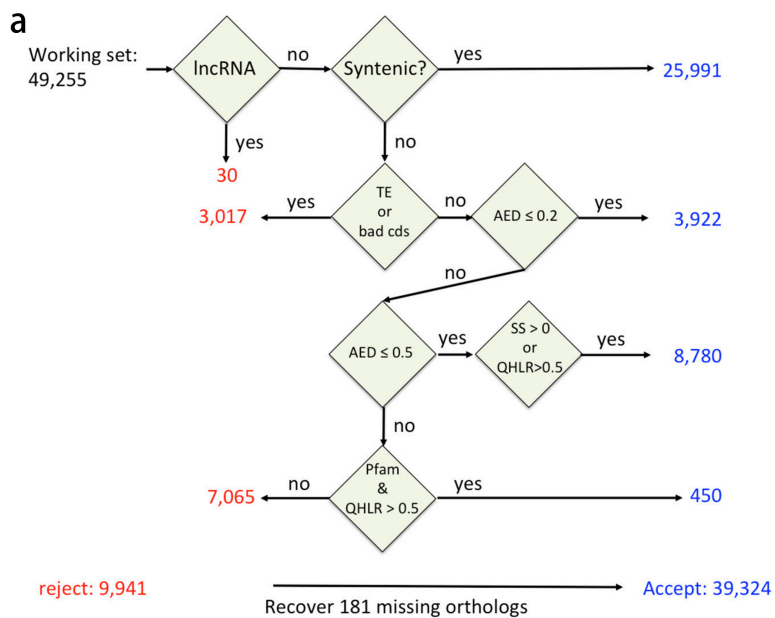 a
Working set:
49,255
lncRNA
no
Syntenic?
yes
25,991
yes
no
30
3,017
yes
TE
or
bad cds
no
AED ≤ 0.2
yes
3,922
no
AED ≤ 0.5
yes
SS > 0
or
QHLR>0.5
yes
8,780
no
7,065
no
Pfam
&
QHLR > 0.5
yes
450
reject: 9,941
Recover 181 missing orthologs
Accept: 39,324